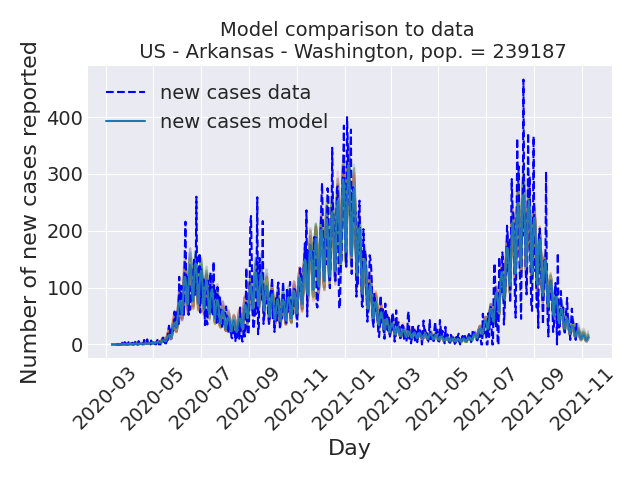 Model comparison to data
US - Arkansas - Washington, pop. = 239187
new cases data
new cases model
Number of new cases reported
400
300
200
100
0
2020-03
2020-05
2020-07
2020-09
2020-11
2021-01
2021-03
2021-05
2021-07
2021-09
2021-11
Day